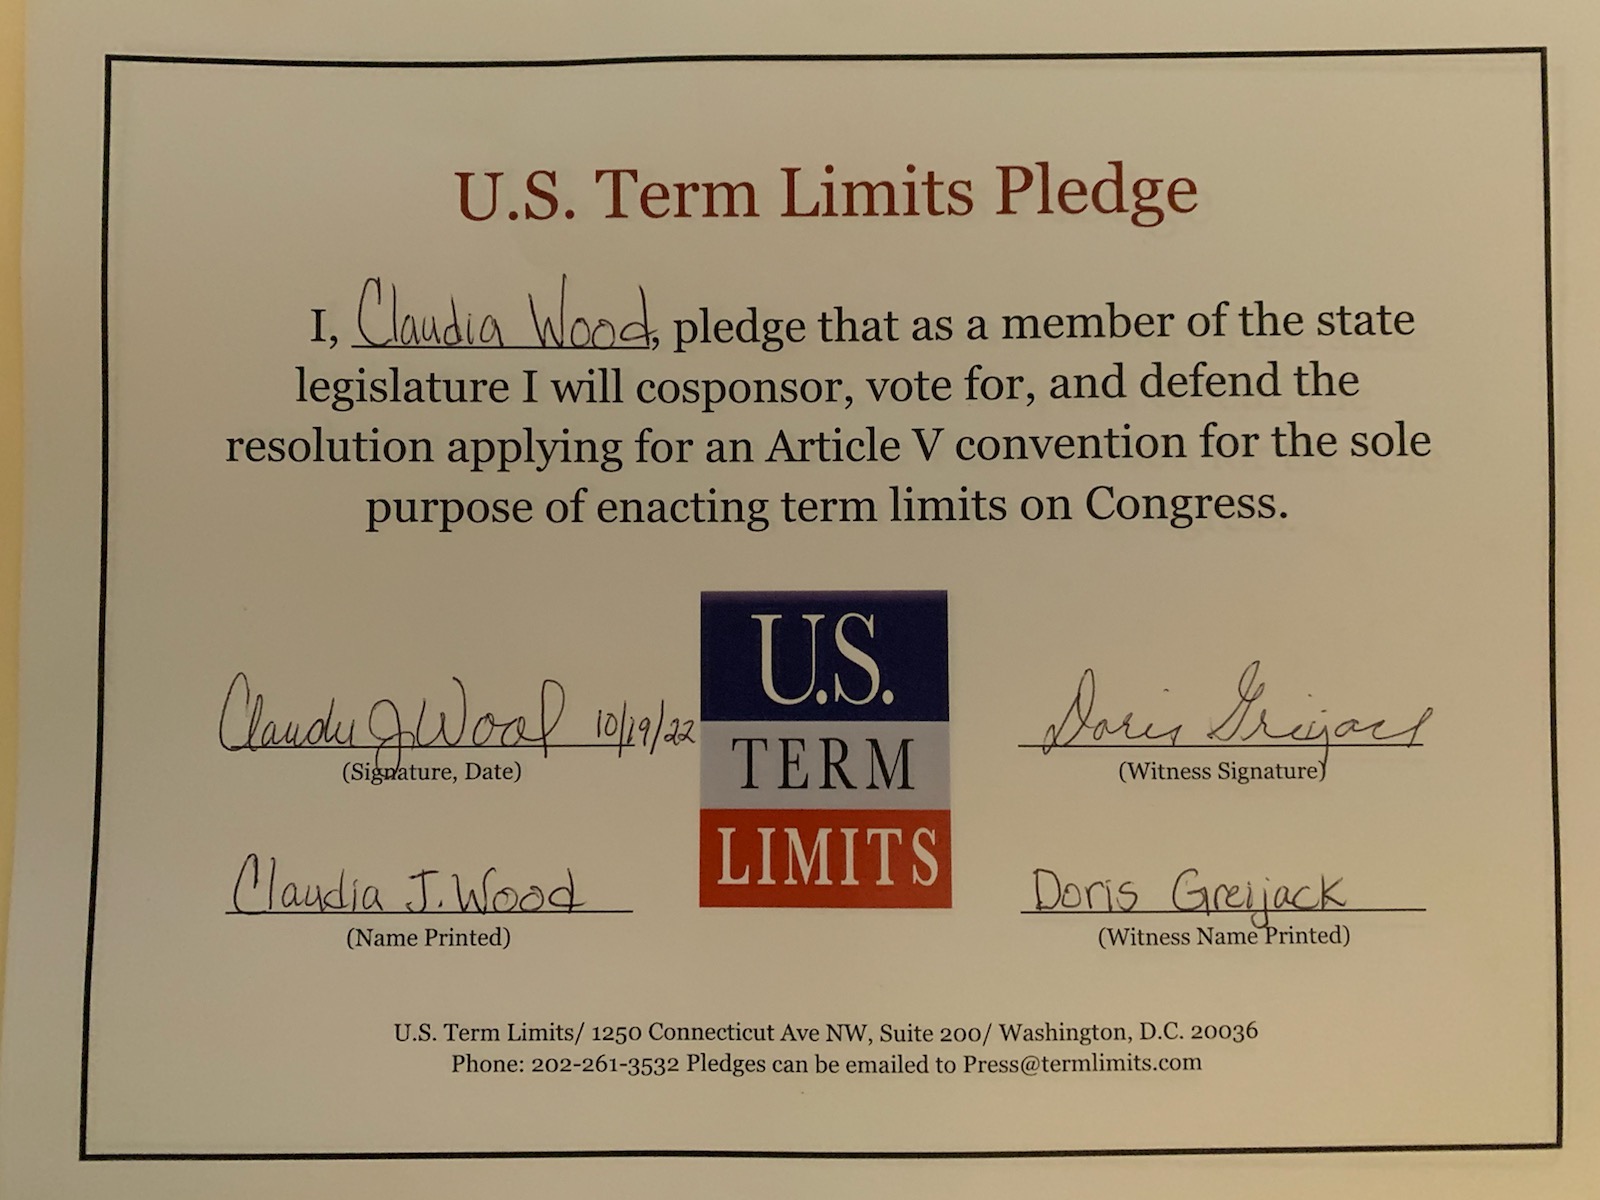 U.S. Term Limits Pledge
I, Claudia Wood, pledge that as a member of the state
legislature I will cosponsor, vote for, and defend the
resolution applying for an Article V convention for the sole
purpose of enacting term limits on Congress.
U.S.
TERM
LIMITS
Claudia J Wood 10/19/22
(Signature, Date)
Doris Greijack
(Witness Signature)
Claudia J. Wood
(Name Printed)
Doris Greijack
(Witness Name Printed)
U.S. Term Limits/ 1250 Connecticut Ave NW, Suite 200/ Washington, D.C. 20036
Phone: 202-261-3532 Pledges can be emailed to Press@termlimits.com